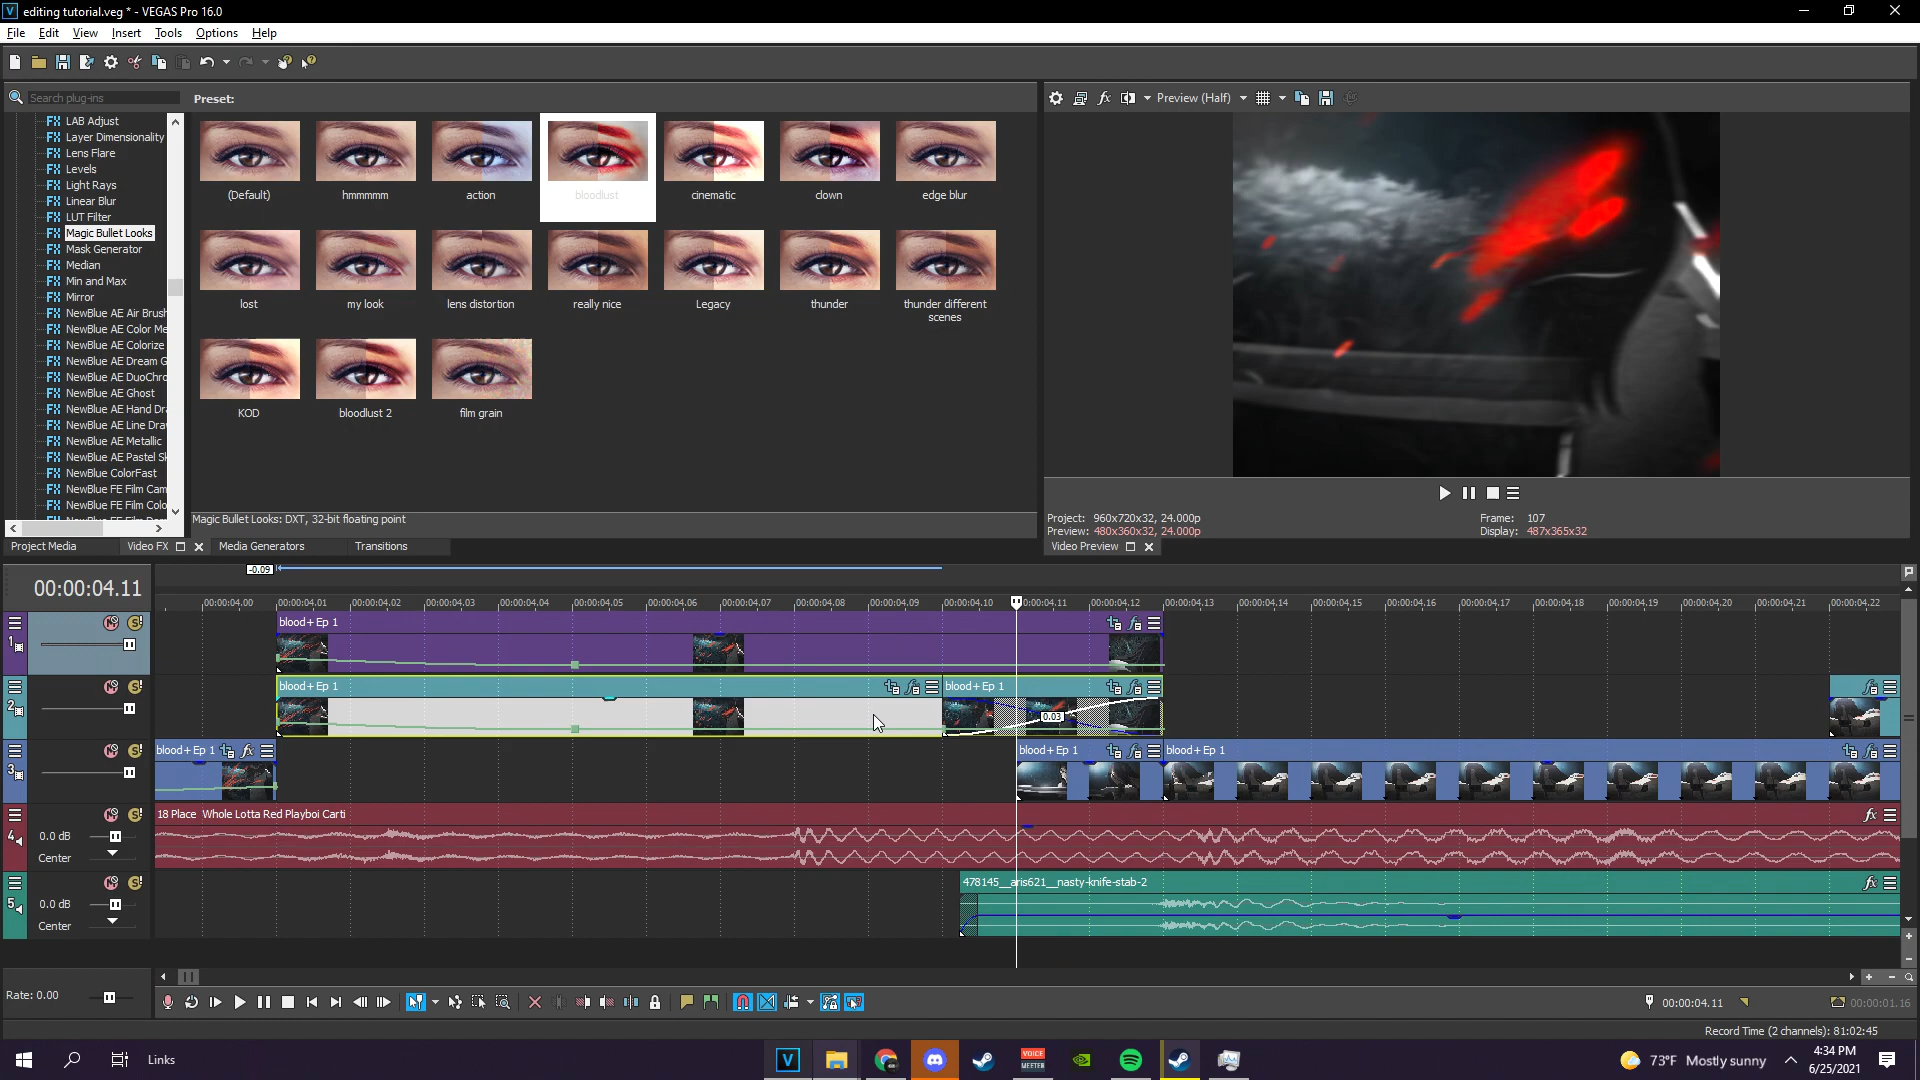 editing tutorial.veg * - VEGAS Pro 16.0
File Edit View Insert Tools Options Help
Search plug-ins
Preset:
Preview (Half)
LAB Adjust
Layer Dimensionality
Lens Flare
Levels
Light Rays
Linear Blur
LUT Filter
Magic Bullet Looks
Mask Generator
Median
Min and Max
Mirror
NewBlue AE Air Brush
NewBlue AE Color Me
NewBlue AE Colorize
NewBlue AE Dream G
NewBlue AE DuoChro
NewBlue AE Ghost
NewBlue AE Hand Dra
NewBlue AE Line Draw
NewBlue AE Metallic
NewBlue AE Pastel Sk
NewBlue ColorFast
NewBlue FE Film Cam
NewBlue FE Film Colo
(Default) hmmmmm action bloodlust cinematic clown edge blur
lost my look lens distortion really nice Legacy thunder thunder different scenes
KOD bloodlust 2 film grain
Magic Bullet Looks: DXT, 32-bit floating point
Project Media Video FX Media Generators Transitions
Project: 960x720x32, 24.000p
Preview: 480x360x32, 24.000p
Frame: 107
Display: 487x365x32
Video Preview
-0.09
00:00:04.11
00:00:04.00 00:00:04.01 00:00:04.02 00:00:04.03 00:00:04.04 00:00:04.05 00:00:04.06 00:00:04.07 00:00:04.08 00:00:04.09 00:00:04.10 00:00:04.11 00:00:04.12 00:00:04.13 00:00:04.14 00:00:04.15 00:00:04.16 00:00:04.17 00:00:04.18 00:00:04.19 00:00:04.20 00:00:04.21 00:00:04.22
1
blood+ Ep 1
2
blood+ Ep 1 blood+ Ep 1
0.03
3
blood+ Ep 1 blood+ Ep 1 blood+ Ep 1
4
18 Place Whole Lotta Red Playboi Carti
0.0 dB
Center
5
478145__aris621__nasty-knife-stab-2
0.0 dB
Center
Rate: 0.00
00:00:04.11
00:00:01.16
Record Time (2 channels): 81:02:45
Links
VOICE MEETER
73°F Mostly sunny
4:34 PM
6/25/2021